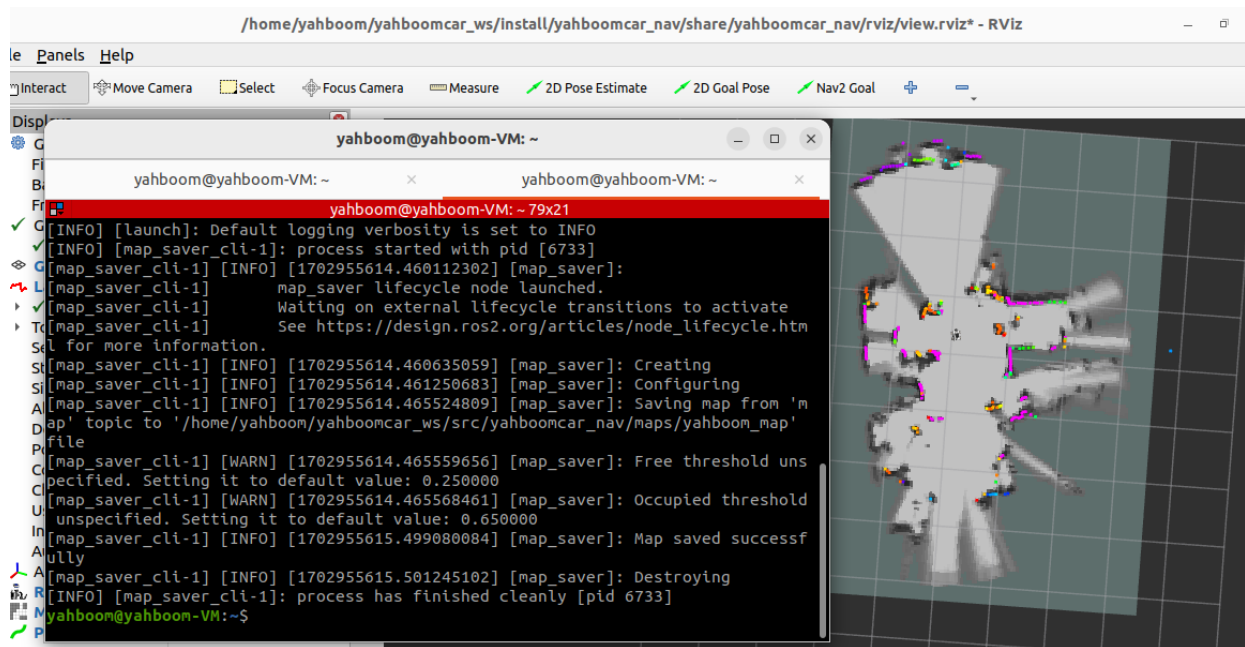 /home/yahboom/yahboomcar_ws/install/yahboomcar_nav/share/yahboomcar_nav/rviz/view.rviz* - RViz
Panels Help
Interact Move Camera Select Focus Camera Measure 2D Pose Estimate 2D Goal Pose Nav2 Goal
yahboom@yahboom-VM: ~
yahboom@yahboom-VM: ~ yahboom@yahboom-VM: ~
yahboom@yahboom-VM: ~ 79x21
[INFO] [launch]: Default logging verbosity is set to INFO
[INFO] [map_saver_cli-1]: process started with pid [6733]
[map_saver_cli-1] [INFO] [1702955614.460112302] [map_saver]:
[map_saver_cli-1]       map_saver lifecycle node launched.
[map_saver_cli-1]       Waiting on external lifecycle transitions to activate
[map_saver_cli-1]       See https://design.ros2.org/articles/node_lifecycle.htm
l for more information.
[map_saver_cli-1] [INFO] [1702955614.460635059] [map_saver]: Creating
[map_saver_cli-1] [INFO] [1702955614.461250683] [map_saver]: Configuring
[map_saver_cli-1] [INFO] [1702955614.465524809] [map_saver]: Saving map from 'm
ap' topic to '/home/yahboom/yahboomcar_ws/src/yahboomcar_nav/maps/yahboom_map'
file
[map_saver_cli-1] [WARN] [1702955614.465559656] [map_saver]: Free threshold uns
pecified. Setting it to default value: 0.250000
[map_saver_cli-1] [WARN] [1702955614.465568461] [map_saver]: Occupied threshold
 unspecified. Setting it to default value: 0.650000
[map_saver_cli-1] [INFO] [1702955615.499080084] [map_saver]: Map saved successf
ully
[map_saver_cli-1] [INFO] [1702955615.501245102] [map_saver]: Destroying
[INFO] [map_saver_cli-1]: process has finished cleanly [pid 6733]
yahboom@yahboom-VM:~$